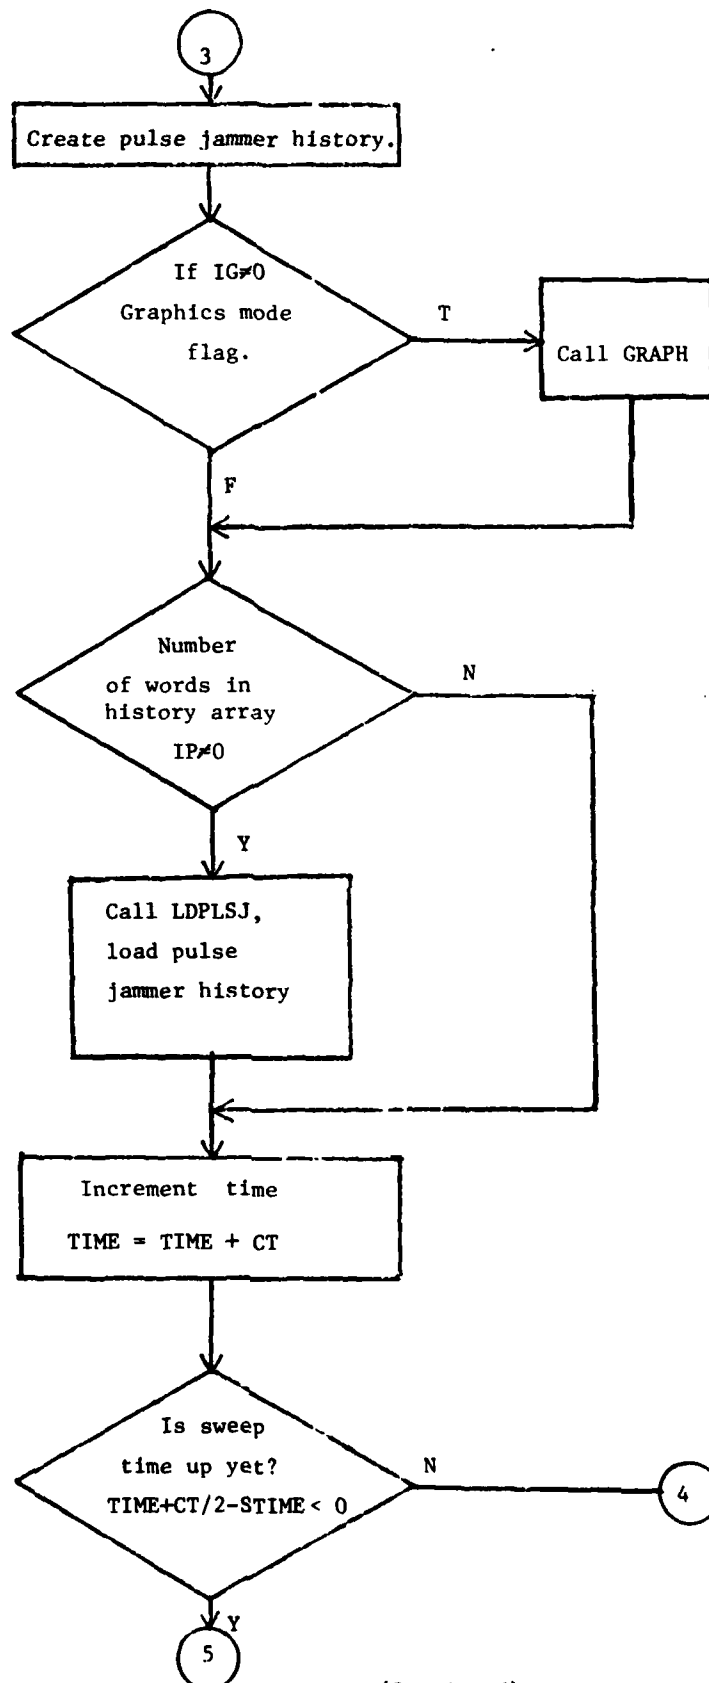 3
Create pulse jammer history.
If IG≠0
Graphics mode
flag.
T
Call GRAPH
F
Number
of words in
history array
IP≠0
N
Y
Call LDPLSJ,
load pulse
jammer history
Increment time
TIME = TIME + CT
Is sweep
time up yet?
TIME+CT/2-STIME< 0
N
4
Y
5